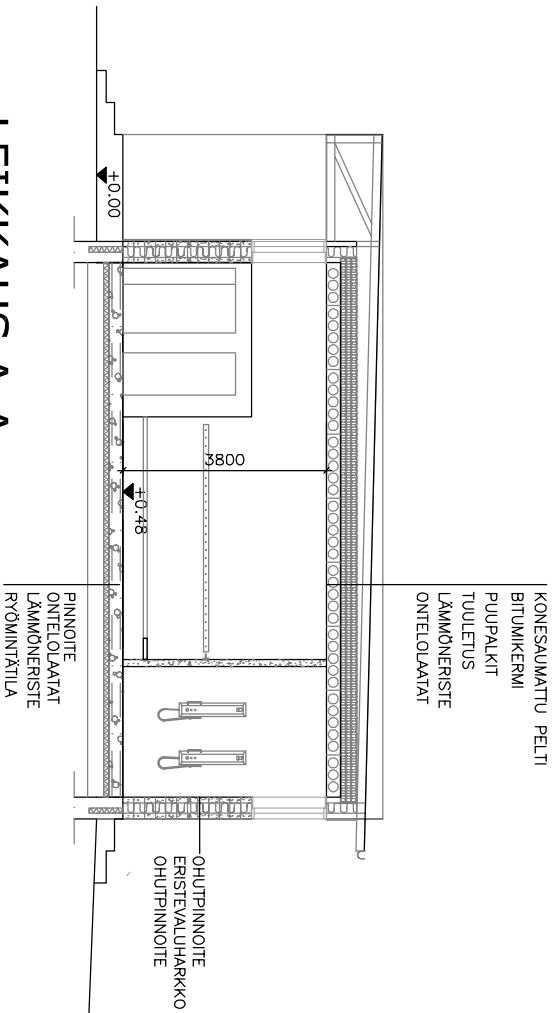 KONESAUMATTU PELTI
BITUMIKERMI
PUUPALKIT
TUULETUS
LÄMMÖNERISTE
ONTELOLAATAT
3800
+0.00
+0.48
OHUTPINNOITE
ERISTEVALUHARKKO
OHUTPINNOITE
PINNOITE
ONTELOLAATAT
LÄMMÖNERISTE
RYÖMINTÄTILA
LEIKKAUS A-A